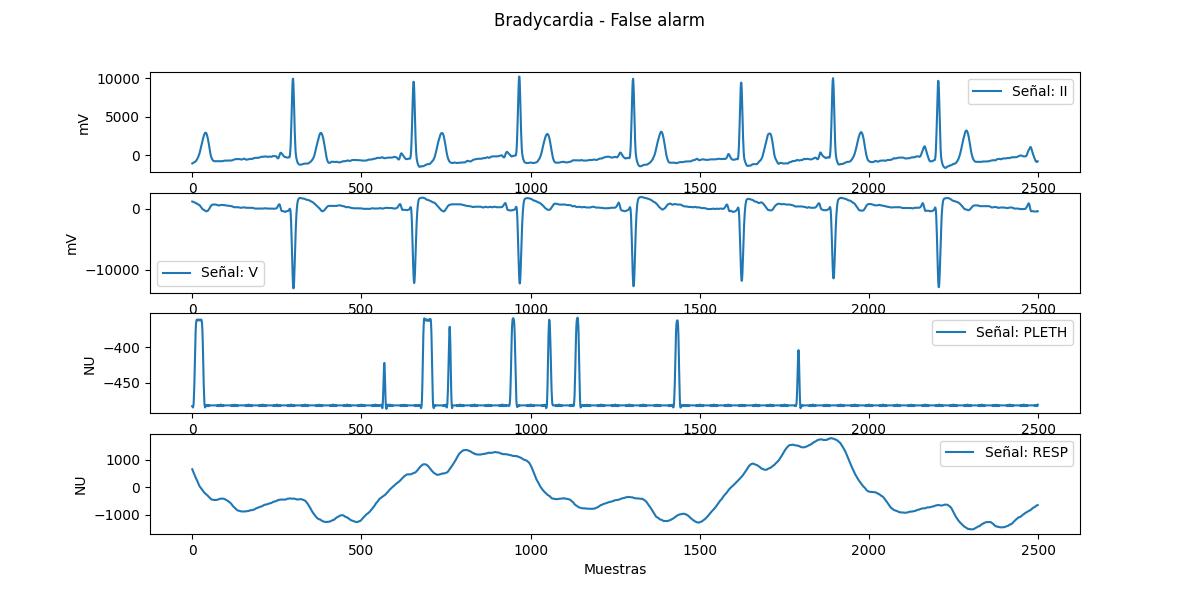 Bradycardia - False alarm
10000
5000
0
mV
Señal: II
0 500 1000 1500 2000 2500
0
−10000
mV
Señal: V
0 500 1000 1500 2000 2500
−400
−450
NU
Señal: PLETH
0 500 1000 1500 2000 2500
1000
0
−1000
NU
Señal: RESP
0 500 1000 1500 2000 2500
Muestras